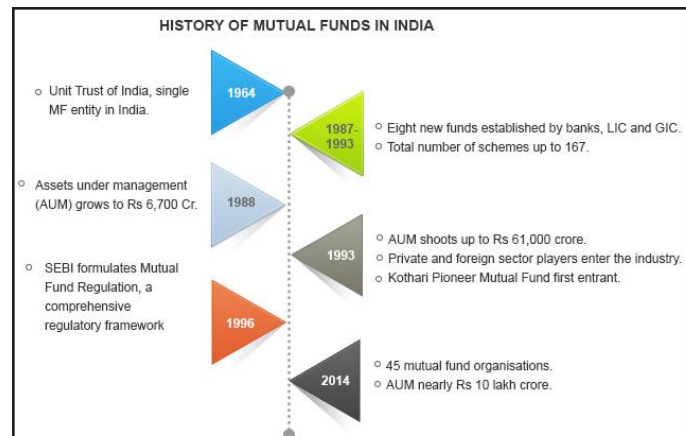 HISTORY OF MUTUAL FUNDS IN INDIA
Unit Trust of India, single
MF entity in India.
1964
1987-
1993
Eight new funds established by banks, LIC and GIC.
Total number of schemes up to 167.
Assets under management
(AUM) grows to Rs 6,700 Cr.
1988
1993
AUM shoots up to Rs 61,000 crore.
Private and foreign sector players enter the industry.
Kothari Pioneer Mutual Fund first entrant.
SEBI formulates Mutual
Fund Regulation, a
comprehensive
regulatory framework
1996
2014
45 mutual fund organisations.
AUM nearly Rs 10 lakh crore.